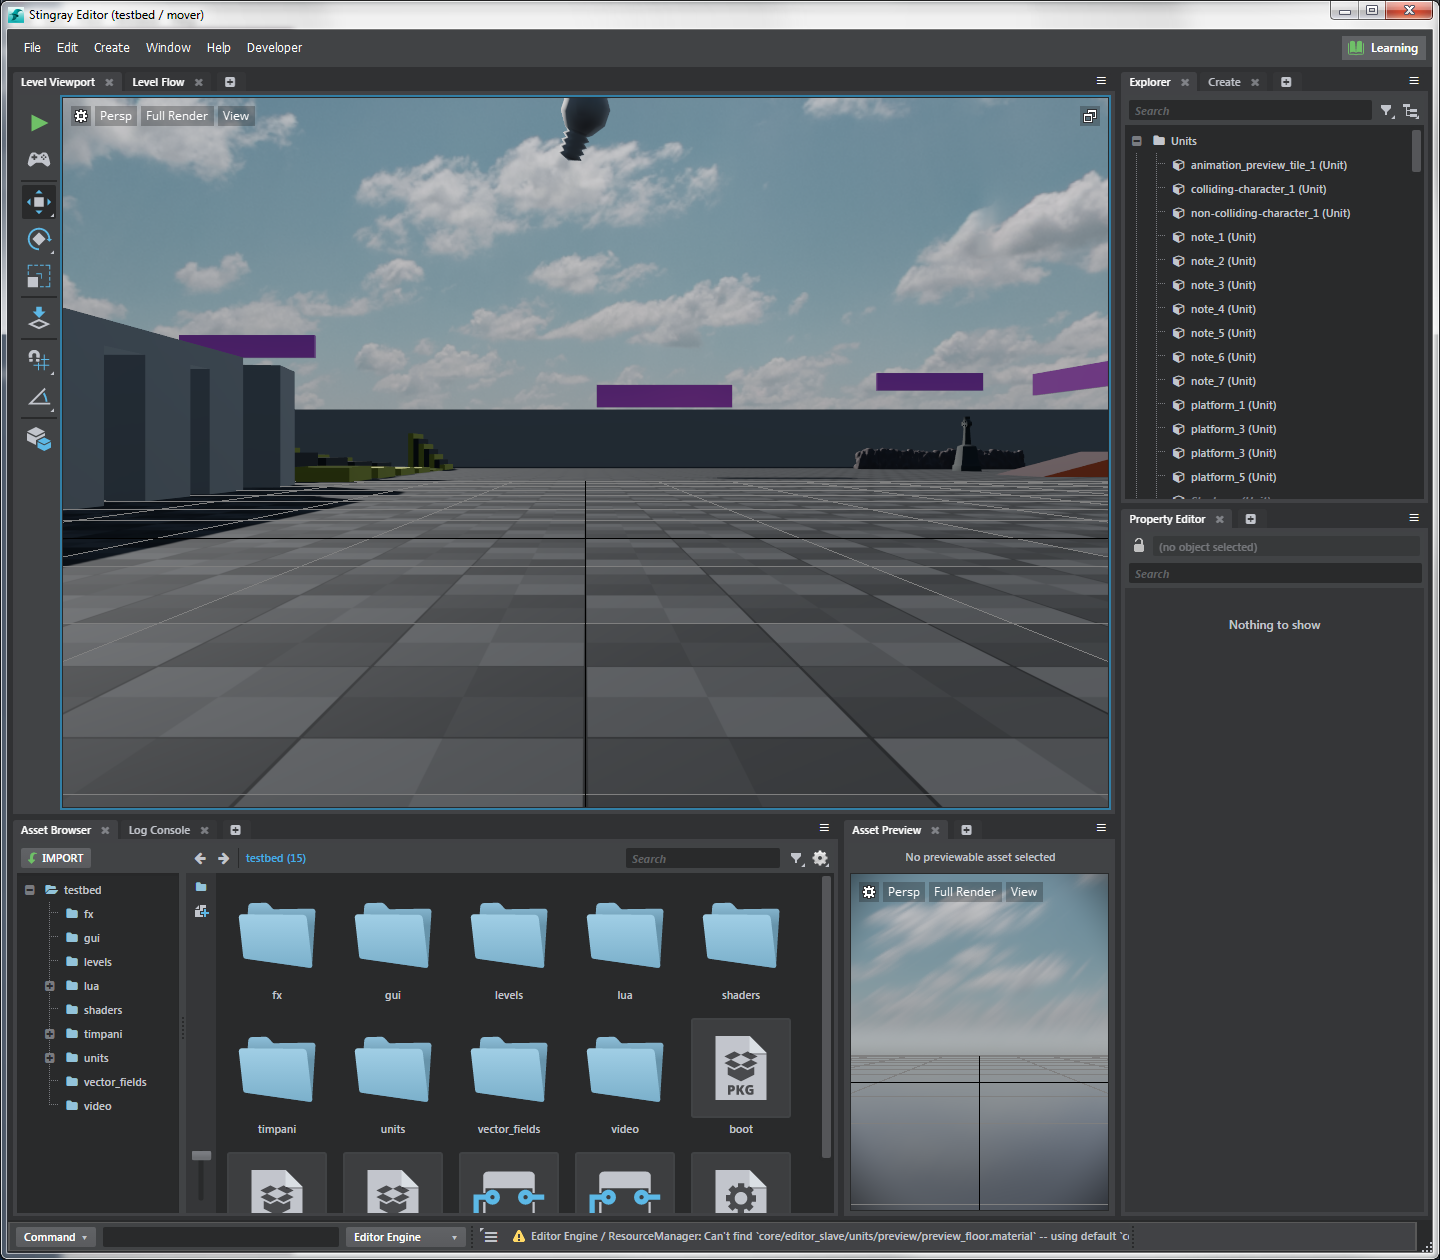 Stingray Editor (testbed / mover)
File Edit Create Window Help Developer
Learning
Level Viewport Level Flow
Persp Full Render View
Explorer Create
Search
Units
animation_preview_tile_1 (Unit)
colliding-character_1 (Unit)
non-colliding-character_1 (Unit)
note_1 (Unit)
note_2 (Unit)
note_3 (Unit)
note_4 (Unit)
note_5 (Unit)
note_6 (Unit)
note_7 (Unit)
platform_1 (Unit)
platform_3 (Unit)
platform_3 (Unit)
platform_5 (Unit)
Property Editor
(no object selected)
Search
Nothing to show
Asset Browser Log Console
IMPORT
testbed (15)
Search
testbed
fx
gui
levels
lua
shaders
timpani
units
vector_fields
video
fx gui levels lua shaders
PKG
timpani units vector_fields video boot
Asset Preview
No previewable asset selected
Persp Full Render View
Command
Editor Engine
Editor Engine / ResourceManager: Can't find `core/editor_slave/units/preview/preview_floor.material` -- using default